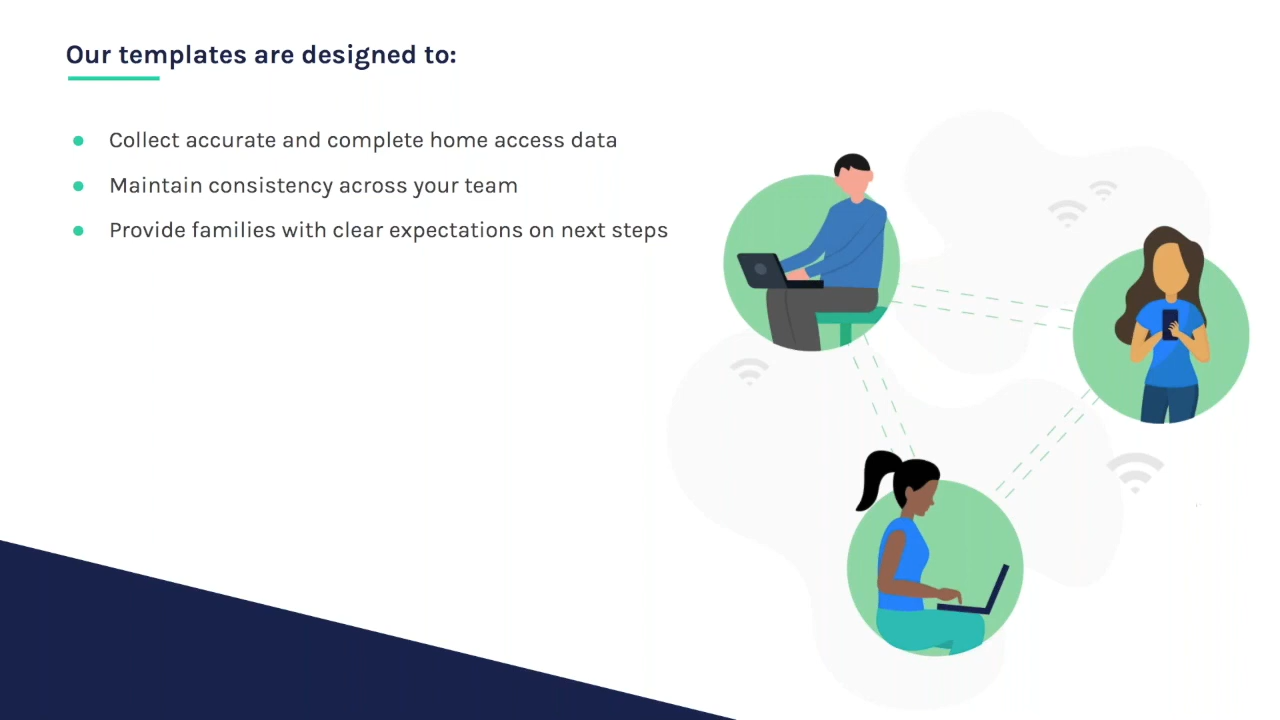 Our templates are designed to:
Collect accurate and complete home access data
Maintain consistency across your team
Provide families with clear expectations on next steps